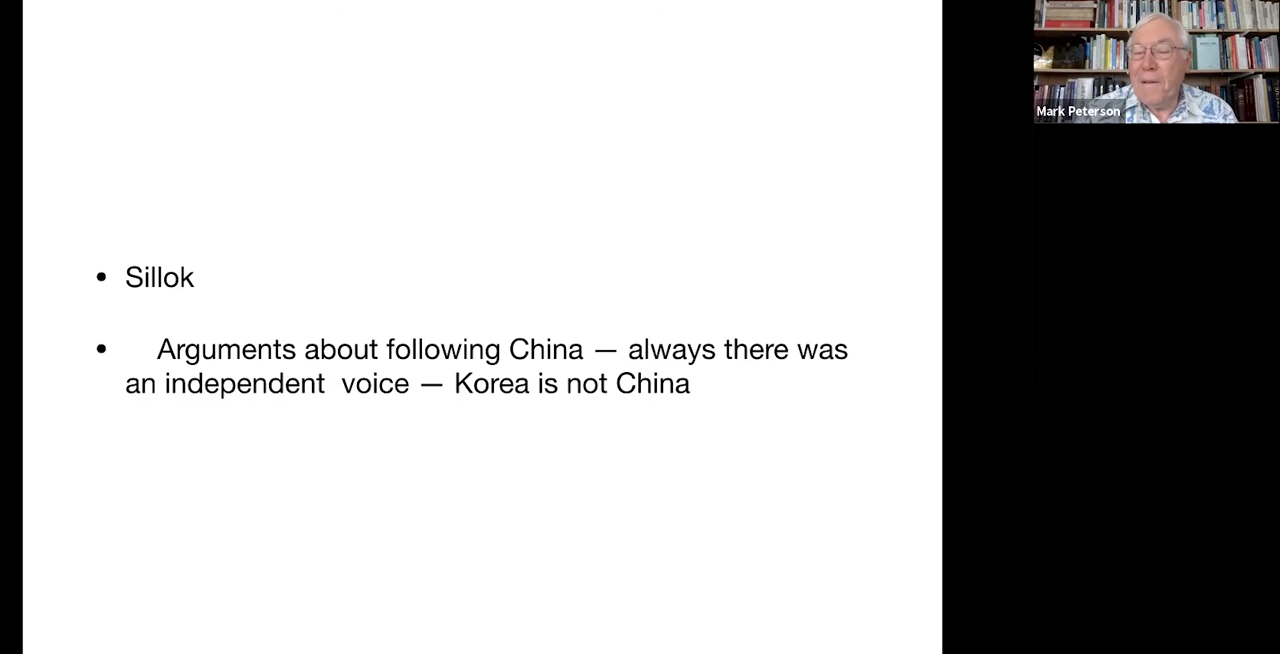 • Sillok
• Arguments about following China — always there was
an independent voice — Korea is not China
Mark Peterson